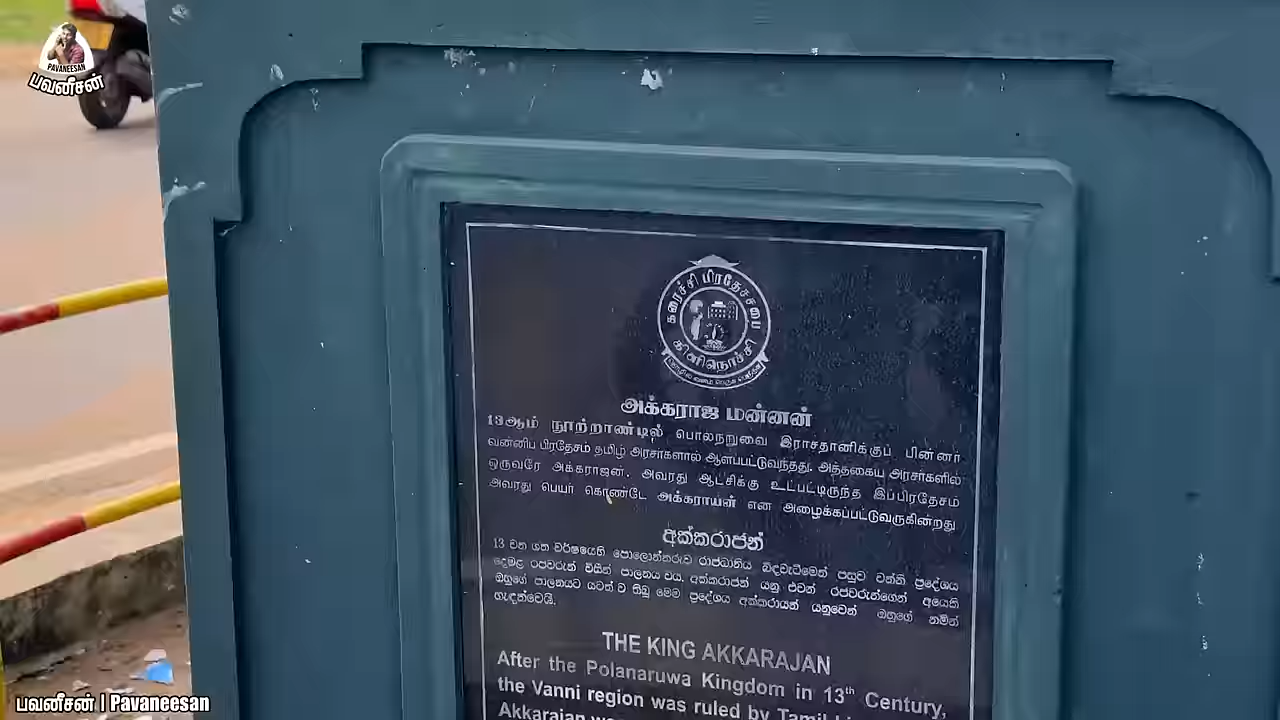 PAVANEESAN
பவனீசன்
கரைச்சி பிரதேசசபை
கிளிநொச்சி
அக்கராஜ மன்னன்
13ஆம் நூற்றாண்டில் பொலநறுவை இராசதானிக்குப் பின்னர்
வன்னிப் பிரதேசம் தமிழ் அரசர்களால் ஆளப்பட்டுவந்தது. அத்தகைய அரசர்களில்
ஒருவரே அக்கராஜன். அவரது ஆட்சிக்கு உட்பட்டிருந்த இப்பிரதேசம்
அவரது பெயர் கொண்டே அக்கராயன் என அழைக்கப்பட்டுவருகின்றது
අක්කරාජන්
13 වන ශත වර්ෂයෙහි පොලොන්නරුව රාජධානිය බිඳවැටීමෙන් පසුව වන්නි ප්‍රදේශය
දෙමළ රජවරුන් විසින් පාලනය විය. අක්කරාජන් යනු එවන් රජවරුන්ගෙන් අයෙකි
ඔහුගේ පාලනයට යටත් ව තිබූ මෙම ප්‍රදේශය අක්කරායන් යනුවෙන් ඔහුගේ නමින්
හැඳින්වෙයි.
THE KING AKKARAJAN
After the Polanaruwa Kingdom in 13th Century,
the Vanni region was ruled by Tamil
Akkarajan
பவனீசன் | Pavaneesan